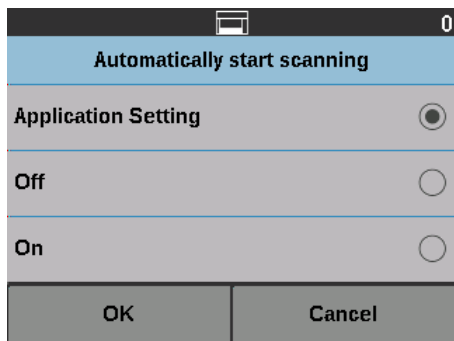 0
Automatically start scanning
Application Setting
Off
On
OK Cancel